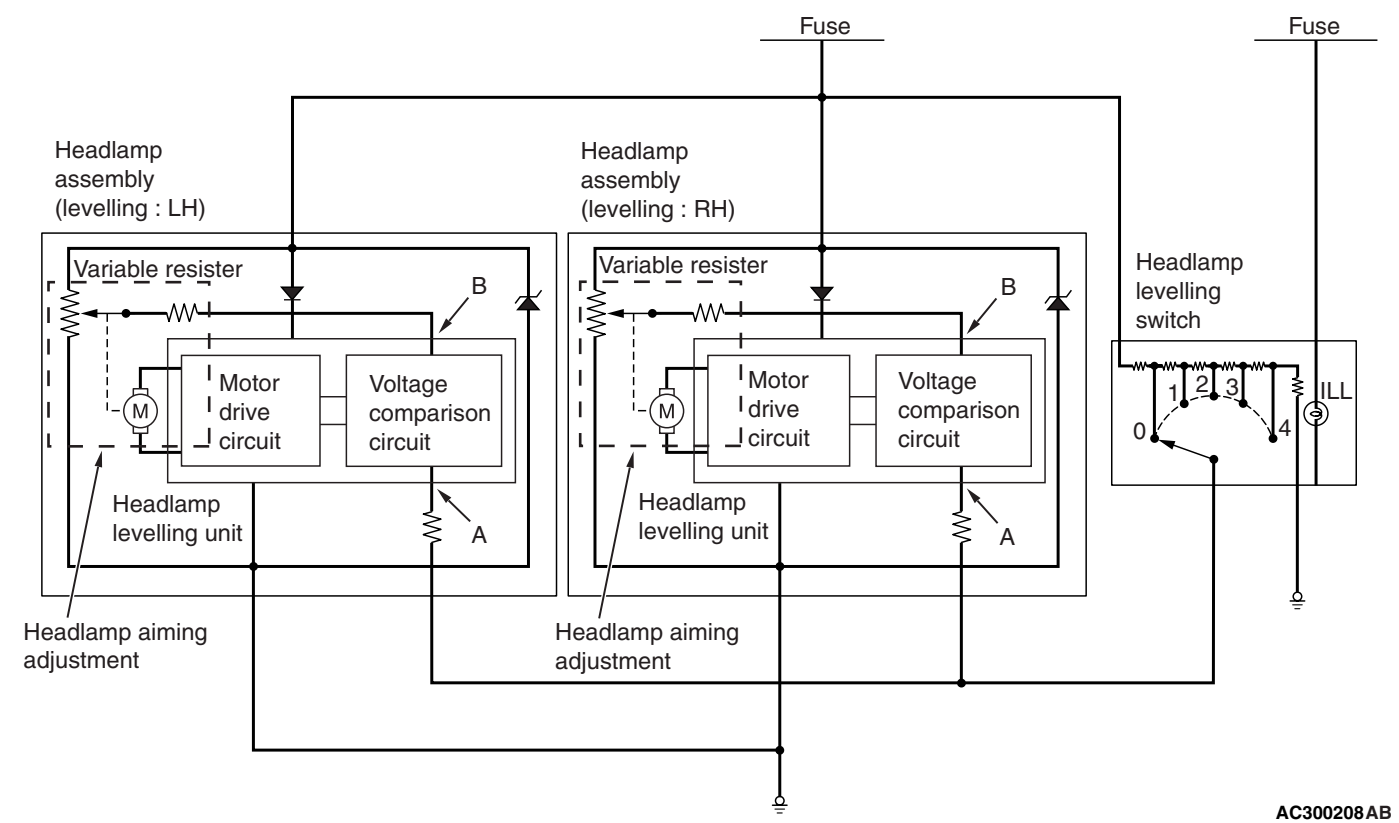 Fuse
Fuse
Headlamp
assembly
(levelling : LH)
Variable resister
B
M
Motor
drive
circuit
Voltage
comparison
circuit
Headlamp
levelling unit
A
Headlamp aiming
adjustment
Headlamp
assembly
(levelling : RH)
Variable resister
B
M
Motor
drive
circuit
Voltage
comparison
circuit
Headlamp
levelling unit
A
Headlamp aiming
adjustment
Headlamp
levelling
switch
0
1
2
3
4
ILL
AC300208AB